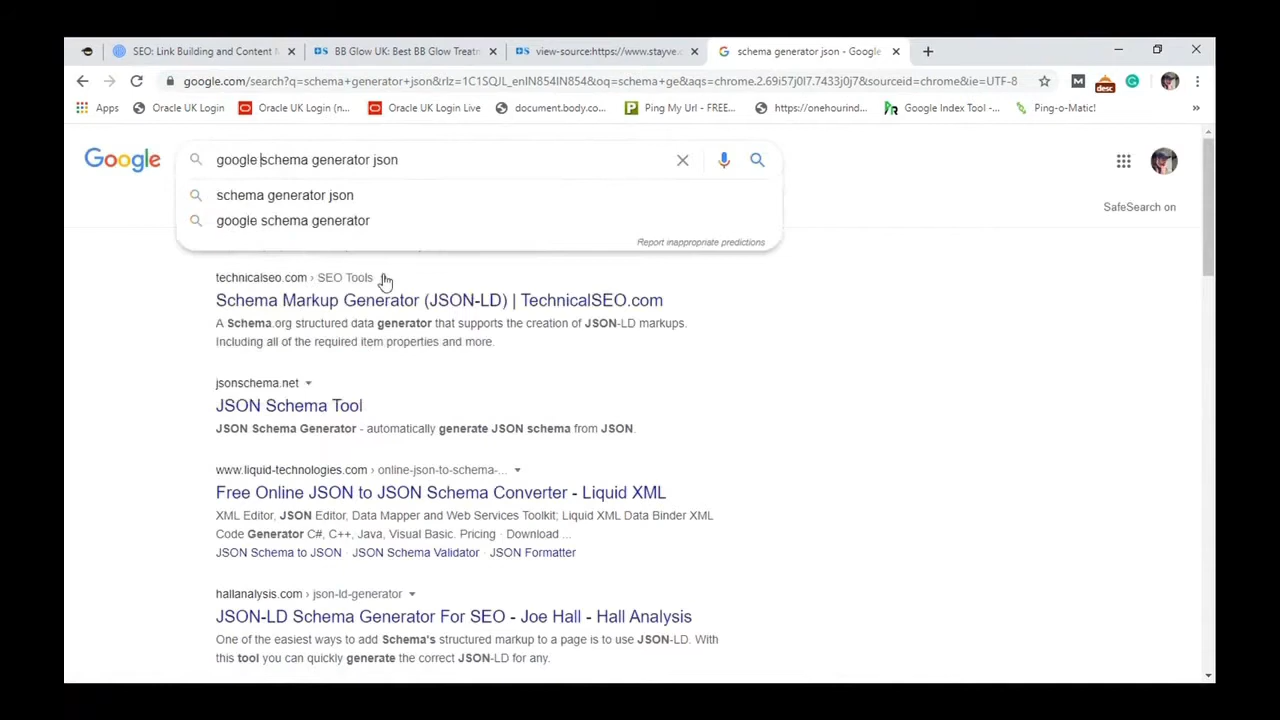 SEO: Link Building and Content M
BB Glow UK: Best BB Glow Treatm
view-source:https://www.stayve.c
schema generator json - Google
google.com/search?q=schema+generator+json&rlz=1C1SQJL_enIN854IN854&oq=schema+ge&aqs=chrome.2.69i57j0l7.7433j0j7&sourceid=chrome&ie=UTF-8
M
desc
Apps
Oracle UK Login
Oracle UK Login (n...
Oracle UK Login Live
document.body.co...
Ping My Url - FREE...
https://onehourind...
Google Index Tool -...
Ping-o-Matic!
»
Google
google schema generator json
schema generator json
google schema generator
Report inappropriate predictions
SafeSearch on
technicalseo.com › SEO Tools
Schema Markup Generator (JSON-LD) | TechnicalSEO.com
A Schema.org structured data generator that supports the creation of JSON-LD markups.
Including all of the required item properties and more.
jsonschema.net
JSON Schema Tool
JSON Schema Generator - automatically generate JSON schema from JSON.
www.liquid-technologies.com › online-json-to-schema-...
Free Online JSON to JSON Schema Converter - Liquid XML
XML Editor, JSON Editor, Data Mapper and Web Services Toolkit; Liquid XML Data Binder XML
Code Generator C#, C++, Java, Visual Basic. Pricing · Download ...
JSON Schema to JSON · JSON Schema Validator · JSON Formatter
hallanalysis.com › json-ld-generator
JSON-LD Schema Generator For SEO - Joe Hall - Hall Analysis
One of the easiest ways to add Schema's structured markup to a page is to use JSON-LD. With
this tool you can quickly generate the correct JSON-LD for any.